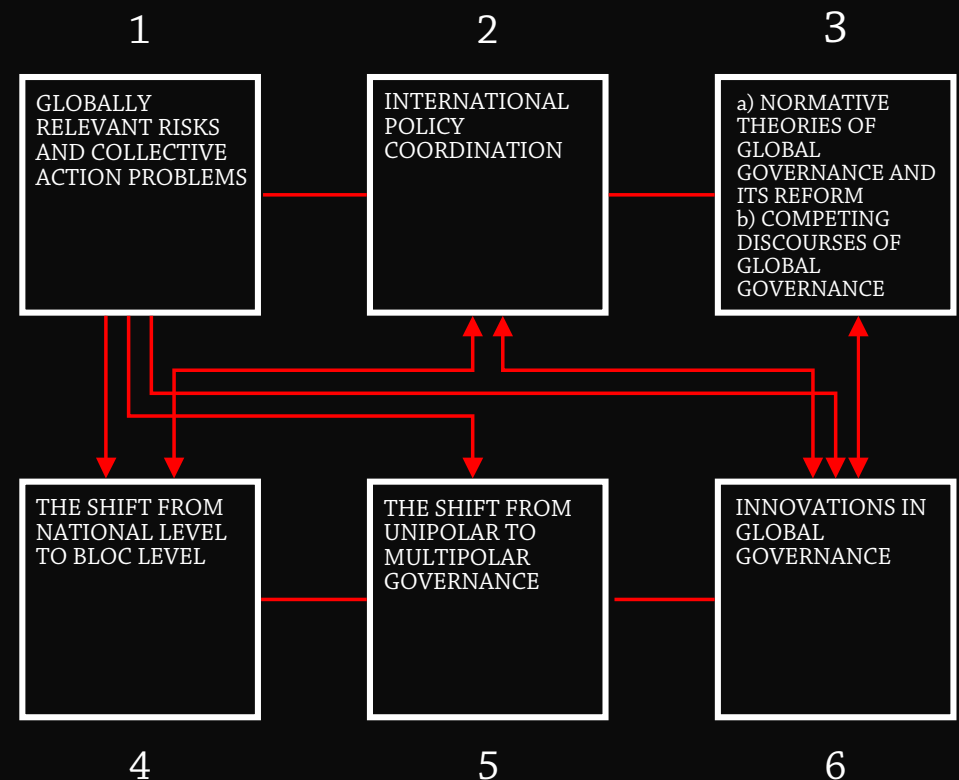 1
2
3
GLOBALLY
RELEVANT RISKS
AND COLLECTIVE
ACTION PROBLEMS
INTERNATIONAL
POLICY
COORDINATION
a) NORMATIVE
THEORIES OF
GLOBAL
GOVERNANCE AND
ITS REFORM
b) COMPETING
DISCOURSES OF
GLOBAL
GOVERNANCE
THE SHIFT FROM
NATIONAL LEVEL
TO BLOC LEVEL
THE SHIFT FROM
UNIPOLAR TO
MULTIPOLAR
GOVERNANCE
INNOVATIONS IN
GLOBAL
GOVERNANCE
4
5
6